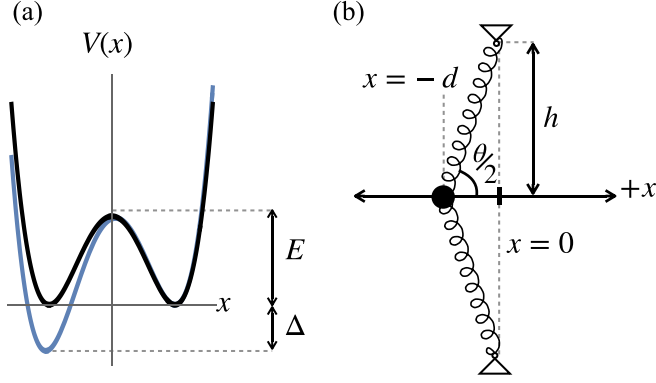 (a)
V(x)
x
E
Δ
(b)
x = − d
h
θ/2
+x
x = 0